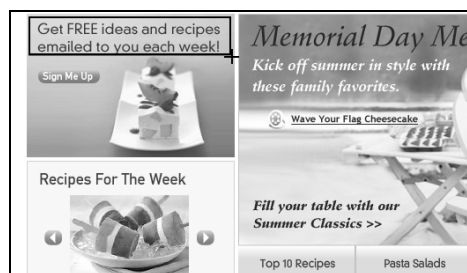 Get FREE ideas and recipes
emailed to you each week!
Sign Me Up
Recipes For The Week
Memorial Day Me
Kick off summer in style with
these family favorites.
Wave Your Flag Cheesecake
Fill your table with our
Summer Classics >>
Top 10 Recipes
Pasta Salads